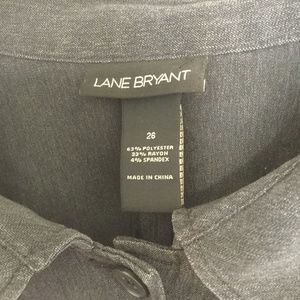 LANE BRYANT
26
63% POLYESTER
33% RAYON
4% SPANDEX
MADE IN CHINA